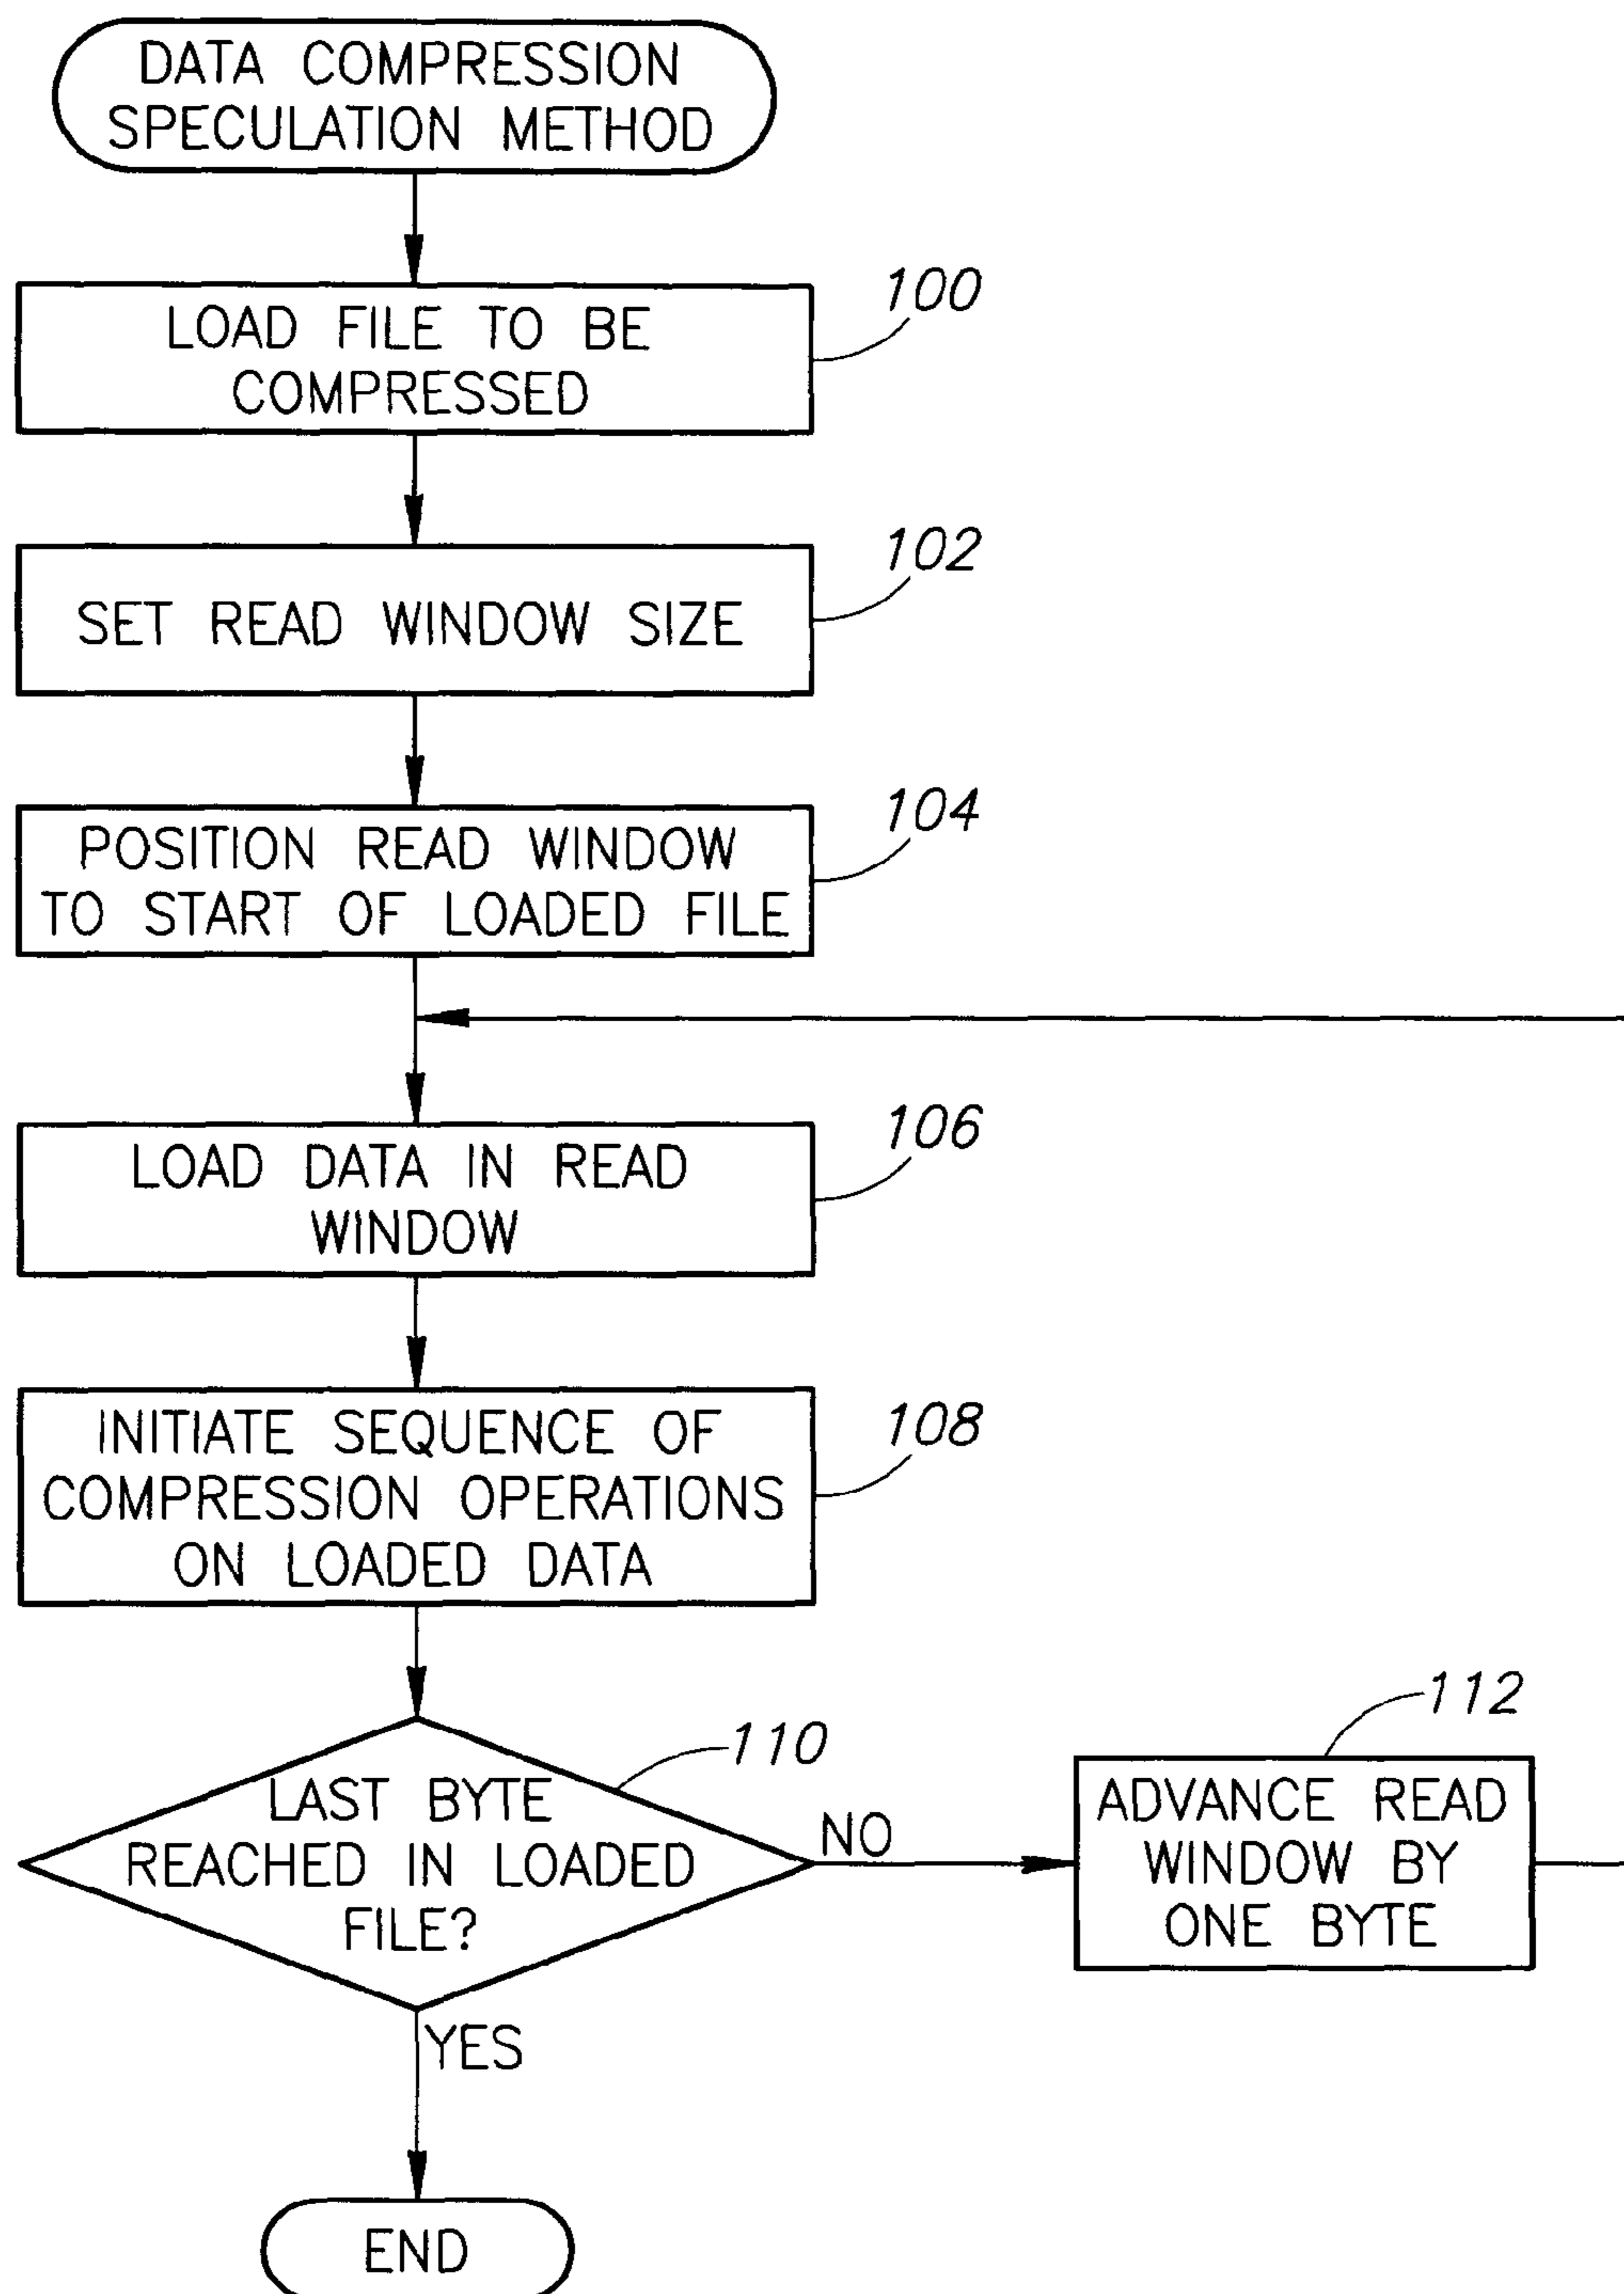 DATA COMPRESSION
SPECULATION METHOD
100
LOAD FILE TO BE
COMPRESSED
102
SET READ WINDOW SIZE
104
POSITION READ WINDOW
TO START OF LOADED FILE
106
LOAD DATA IN READ
WINDOW
108
INITIATE SEQUENCE OF
COMPRESSION OPERATIONS
ON LOADED DATA
110
LAST BYTE
REACHED IN LOADED
FILE?
NO
112
ADVANCE READ
WINDOW BY
ONE BYTE
YES
END